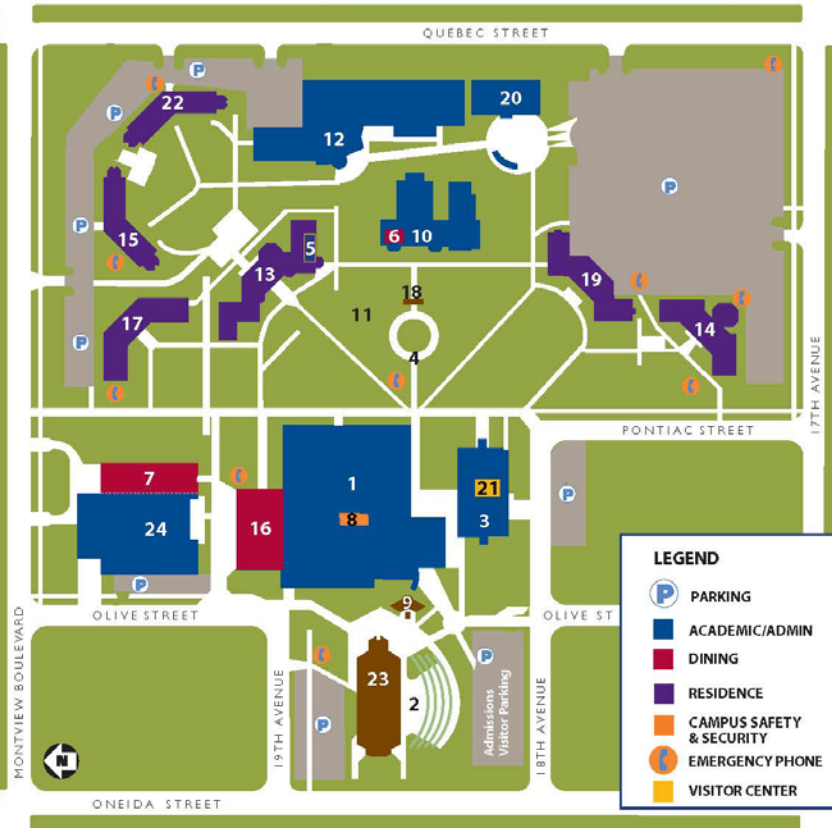 QUEBEC STREET
P
22
P
20
12
P
P
15
6
10
5
13
19
18
11
17
4
14
P
17TH AVENUE
PONTIAC STREET
7
1
21
P
8
24
16
3
P
LEGEND
P PARKING
ACADEMIC/ADMIN
DINING
RESIDENCE
CAMPUS SAFETY
& SECURITY
EMERGENCY PHONE
VISITOR CENTER
9
OLIVE STREET
OLIVE ST
MONTVIEW BOULEVARD
19TH AVENUE
23
2
P
P
Admissions
Visitor Parking
18TH AVENUE
N
ONEIDA STREET